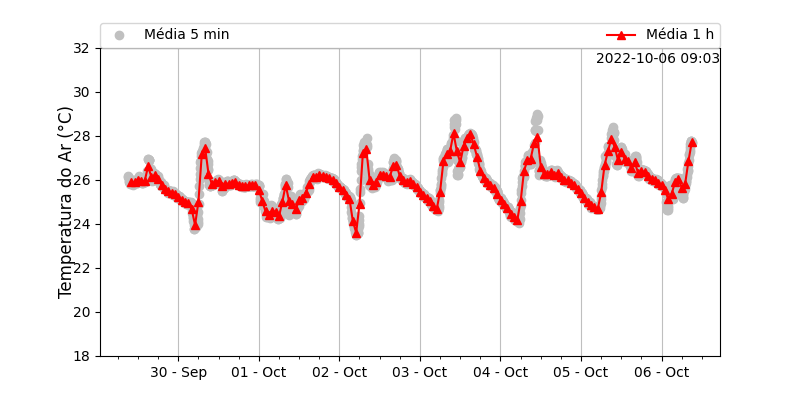 Média 5 min
Média 1 h
2022-10-06 09:03
Temperatura do Ar (°C)
32
30
28
26
24
22
20
18
30 - Sep
01 - Oct
02 - Oct
03 - Oct
04 - Oct
05 - Oct
06 - Oct